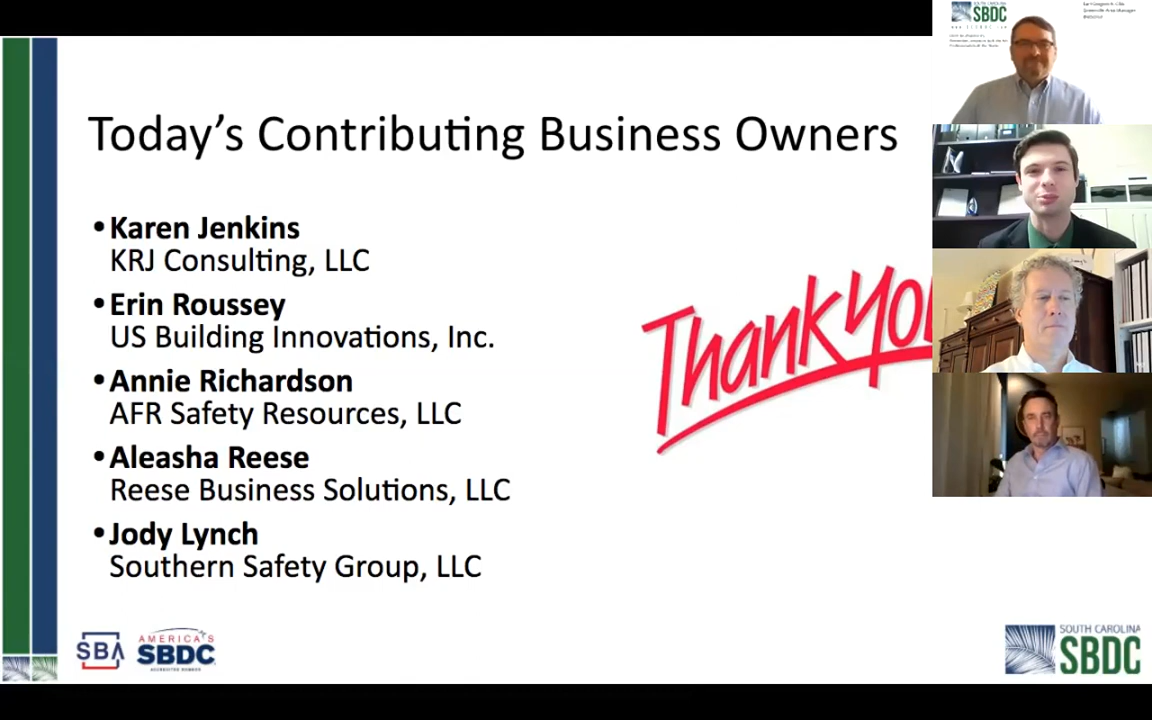 Today's Contributing Business Owners
•Karen Jenkins
KRJ Consulting, LLC
•Erin Roussey
US Building Innovations, Inc.
•Annie Richardson
AFR Safety Resources, LLC
•Aleasha Reese
Reese Business Solutions, LLC
•Jody Lynch
Southern Safety Group, LLC
Thank You
SBA
AMERICA'S
SBDC
SOUTH CAROLINA
SBDC
SBDC